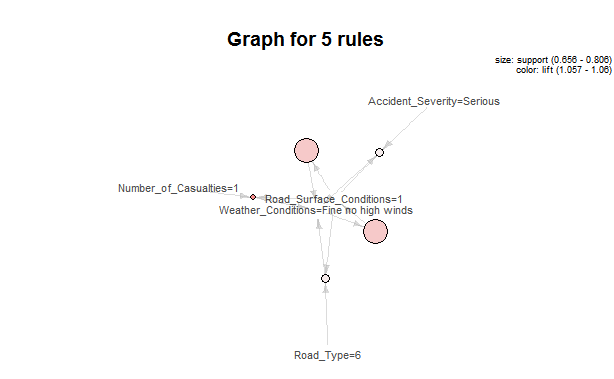 Graph for 5 rules
size: support (0.656 - 0.806)
color: lift (1.057 - 1.06)
Accident_Severity=Serious
Number_of_Casualties=1
Road_Surface_Conditions=1
Weather_Conditions=Fine no high winds
Road_Type=6